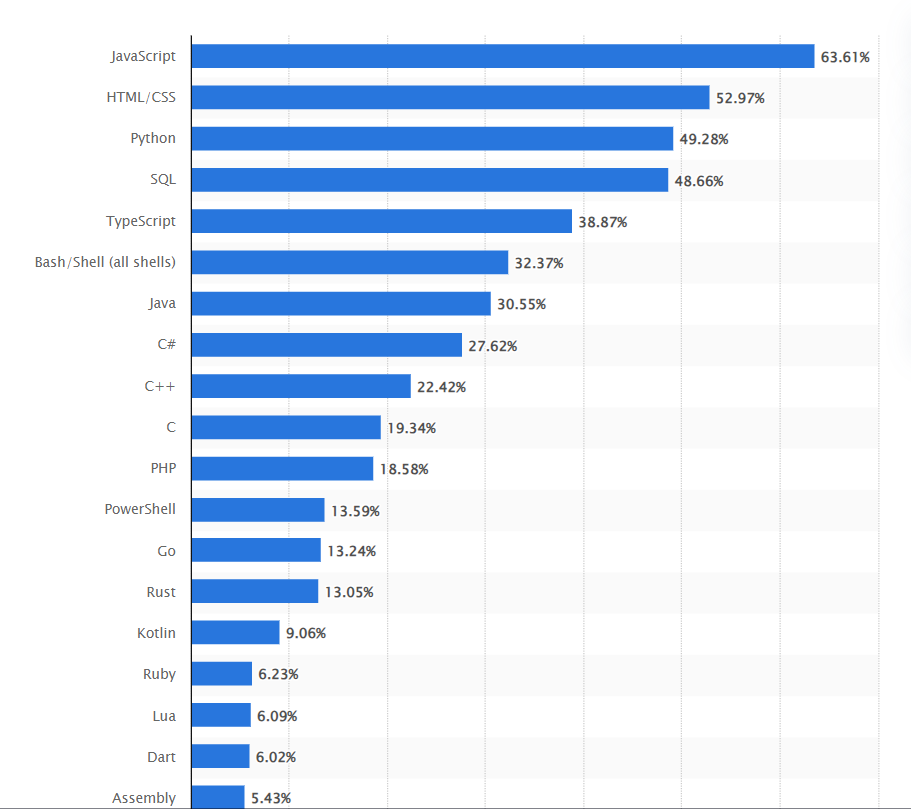 JavaScript 63.61%
HTML/CSS 52.97%
Python 49.28%
SQL 48.66%
TypeScript 38.87%
Bash/Shell (all shells) 32.37%
Java 30.55%
C# 27.62%
C++ 22.42%
C 19.34%
PHP 18.58%
PowerShell 13.59%
Go 13.24%
Rust 13.05%
Kotlin 9.06%
Ruby 6.23%
Lua 6.09%
Dart 6.02%
Assembly 5.43%